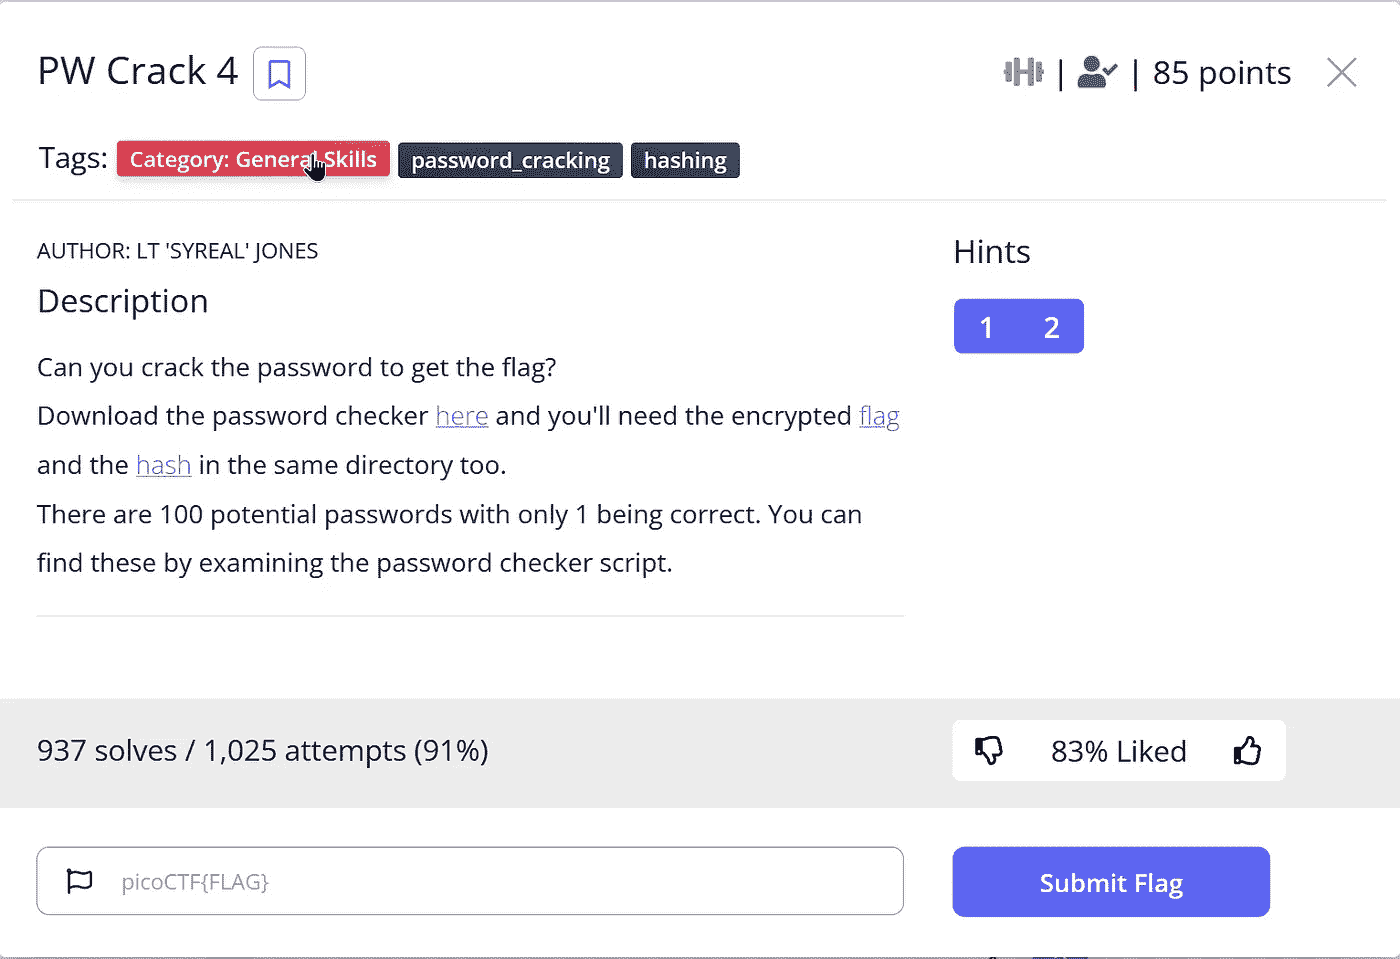 PW Crack 4
| | 85 points
Tags: Category: General Skills password_cracking hashing
AUTHOR: LT 'SYREAL' JONES
Hints
Description
1 2
Can you crack the password to get the flag?
Download the password checker here and you'll need the encrypted flag
and the hash in the same directory too.
There are 100 potential passwords with only 1 being correct. You can
find these by examining the password checker script.
937 solves / 1,025 attempts (91%)
83% Liked
picoCTF{FLAG}
Submit Flag